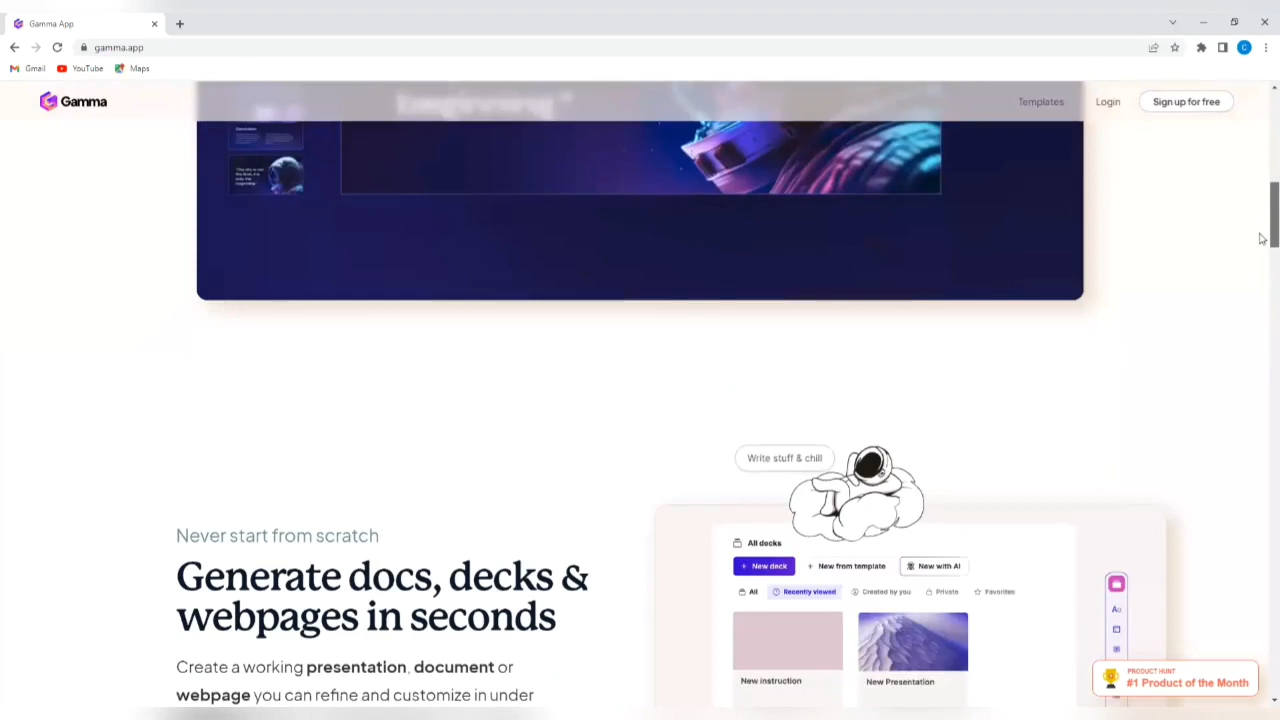 Gamma App
gamma.app
Gmail
YouTube
Maps
Gamma
Templates
Login
Sign up for free
Write stuff & chill
Never start from scratch
Generate docs, decks &
webpages in seconds
Create a working presentation, document or
webpage you can refine and customize in under
All decks
+ New deck
+ New from template
New with AI
All
Recently viewed
Created by you
Private
Favorites
New instruction
New Presentation
Aa
PRODUCT HUNT
#1 Product of the Month
C